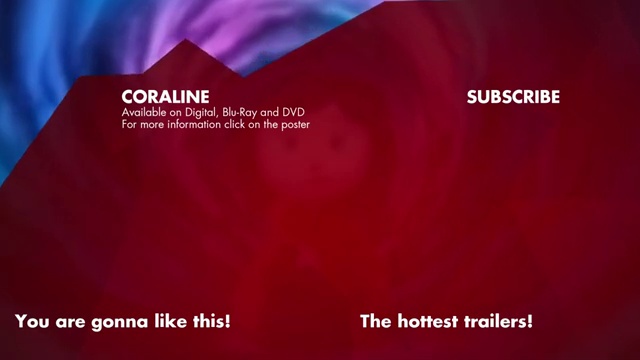 CORALINE
Available on Digital, Blu-Ray and DVD
For more information click on the poster
SUBSCRIBE
You are gonna like this!
The hottest trailers!